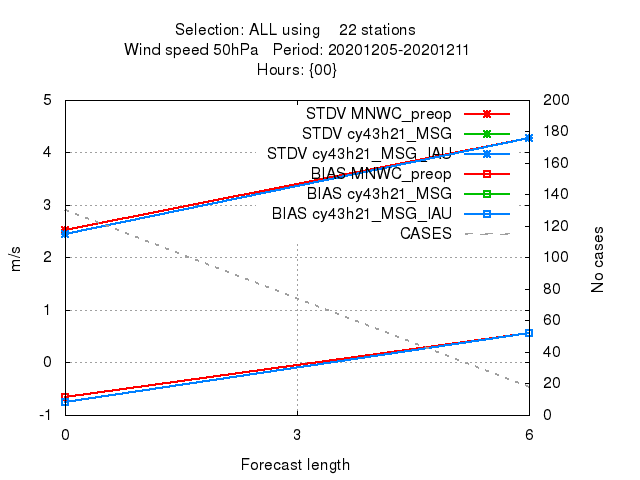 Selection: ALL using 22 stations
Wind speed 50hPa Period: 20201205-20201211
Hours: {00}
5 200
STDV MNWC_preop
180
STDV cy43h21_MSG
4 160
STDV cy43h21_MSG_IAU
BIAS MNWC_preop
140
BIAS cy43h21_MSG
3 120
BIAS cy43h21_MSG_IAU
CASES
m/s
No cases
2 100
80
1
60
0 40
20
-1 0
0 3 6
Forecast length